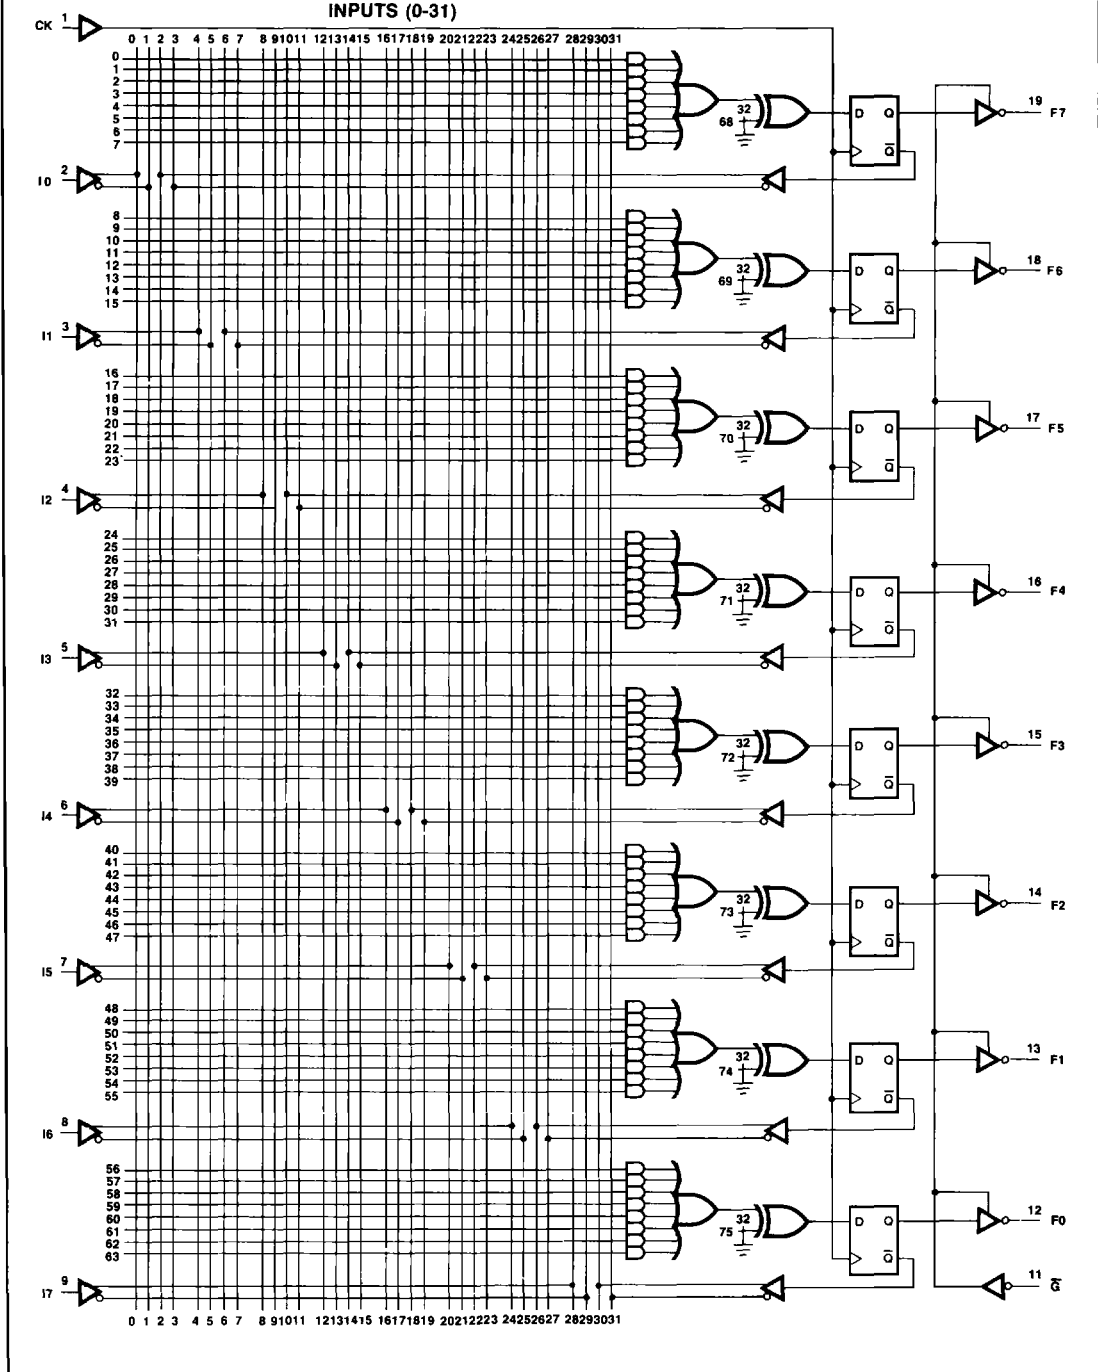 INPUTS (0-31)
CK 1
0 1 2 3 4 5 6 7 8 9 10 11 12 13 14 15 16 17 18 19 20 21 22 23 24 25 26 27 28 29 30 31
0
1
2
3
4
5
6
7
32
68
D Q
Q̅
19 F7
I0 2
8
9
10
11
12
13
14
15
32
69
D Q
Q̅
18 F6
I1 3
16
17
18
19
20
21
22
23
32
70
D Q
Q̅
17 F5
I2 4
24
25
26
27
28
29
30
31
32
71
D Q
Q̅
16 F4
I3 5
32
33
34
35
36
37
38
39
32
72
D Q
Q̅
15 F3
I4 6
40
41
42
43
44
45
46
47
32
73
D Q
Q̅
14 F2
I5 7
48
49
50
51
52
53
54
55
32
74
D Q
Q̅
13 F1
I6 8
56
57
58
59
60
61
62
63
32
75
D Q
Q̅
12 F0
I7 9
11 G̅
0 1 2 3 4 5 6 7 8 9 10 11 12 13 14 15 16 17 18 19 20 21 22 23 24 25 26 27 28 29 30 31